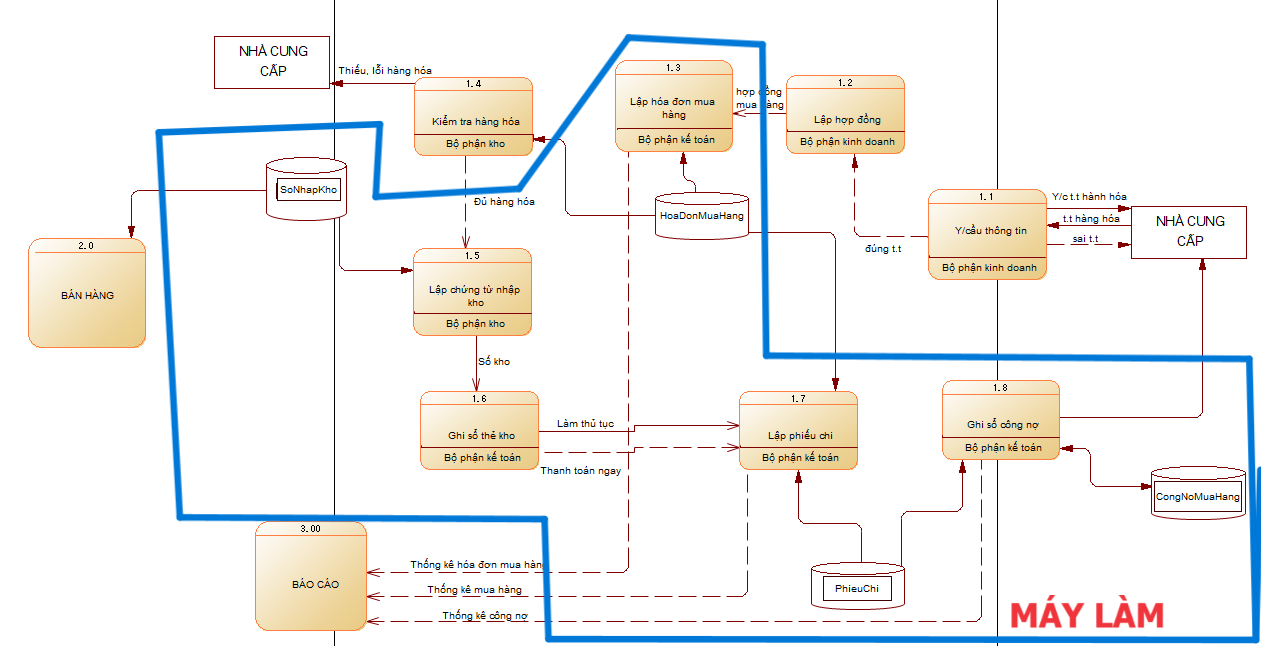 NHÀ CUNG
CẤP
Thiếu, lỗi hàng hóa
1.4
Kiểm tra hàng hóa
Bộ phận kho
1.3
Lập hóa đơn mua
hàng
Bộ phận kế toán
hợp đồng
mua hàng
1.2
Lập hợp đồng
Bộ phận kinh doanh
SoNhapKho
Đủ hàng hóa
HoaDonMuaHang
1.1
Y/cầu thông tin
Bộ phận kinh doanh
Y/c t.t hành hóa
t.t hàng hóa
sai t.t
NHÀ CUNG
CẤP
đúng t.t
2.0
BÁN HÀNG
1.5
Lập chứng từ nhập
kho
Bộ phận kho
Số kho
1.6
Ghi sổ thẻ kho
Bộ phận kế toán
Làm thủ tục
Thanh toán ngay
1.7
Lập phiếu chi
Bộ phận kế toán
1.8
Ghi sổ công nợ
Bộ phận kế toán
CongNoMuaHang
3.00
BÁO CÁO
Thống kê hóa đơn mua hàng
Thống kê mua hàng
Thống kê công nợ
PhieuChi
MÁY LÀM